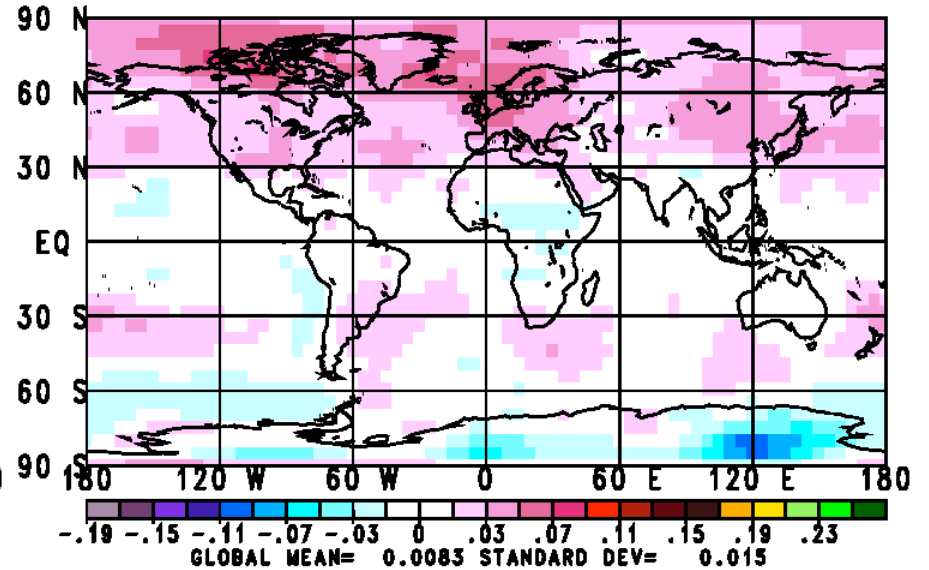 90 N
60 N
30 N
EQ
30 S
60 S
90 S
180 120 W 60 W 0 60 E 120 E 180
-.19 -.15 -.11 -.07 -.03 0 .03 .07 .11 .15 .19 .23
GLOBAL MEAN= 0.0083 STANDARD DEV= 0.015